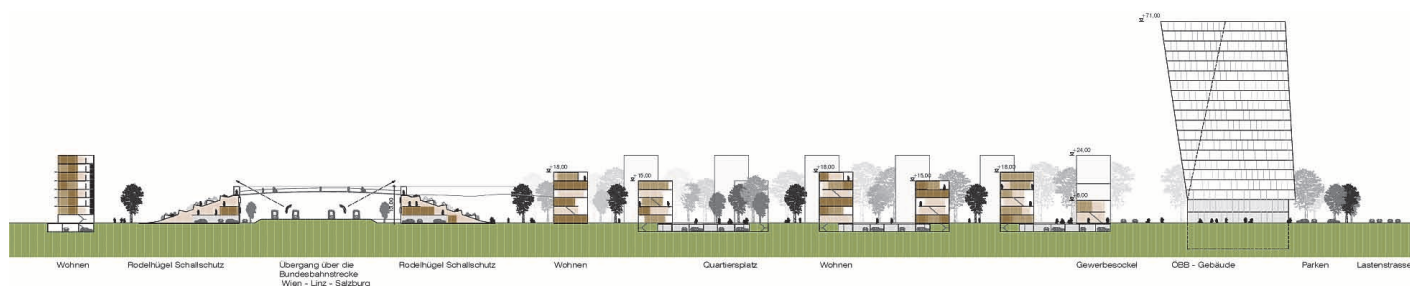 +71,00
+24,00
+18,00
+15,00
+18,00
+15,00
+18,00
+6,00
Wohnen
Rodelhügel Schallschutz
Übergang über die
Bundesbahnstrecke
Wien - Linz - Salzburg
Rodelhügel Schallschutz
Wohnen
Quartiersplatz
Wohnen
Gewerbesockel
ÖBB - Gebäude
Parken
Lastenstrasse